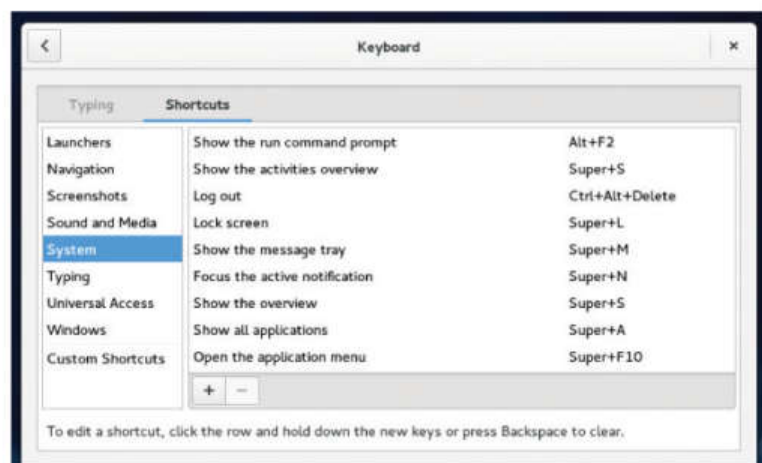 Keyboard
Typing Shortcuts
Launchers Show the run command prompt Alt+F2
Navigation Show the activities overview Super+S
Screenshots Log out Ctrl+Alt+Delete
Sound and Media Lock screen Super+L
System Show the message tray Super+M
Typing Focus the active notification Super+N
Universal Access Show the overview Super+S
Windows Show all applications Super+A
Custom Shortcuts Open the application menu Super+F10
To edit a shortcut, click the row and hold down the new keys or press Backspace to clear.